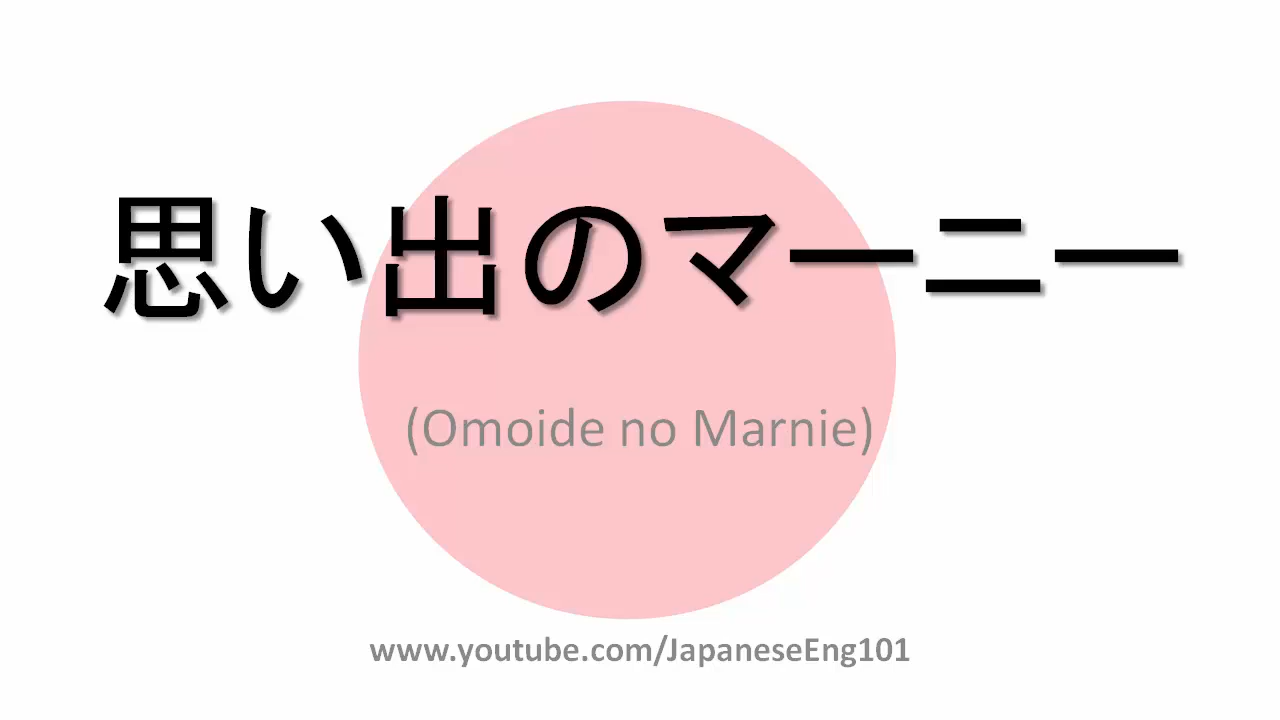 思い出のマーニー
(Omoide no Marnie)
www.youtube.com/JapaneseEng101